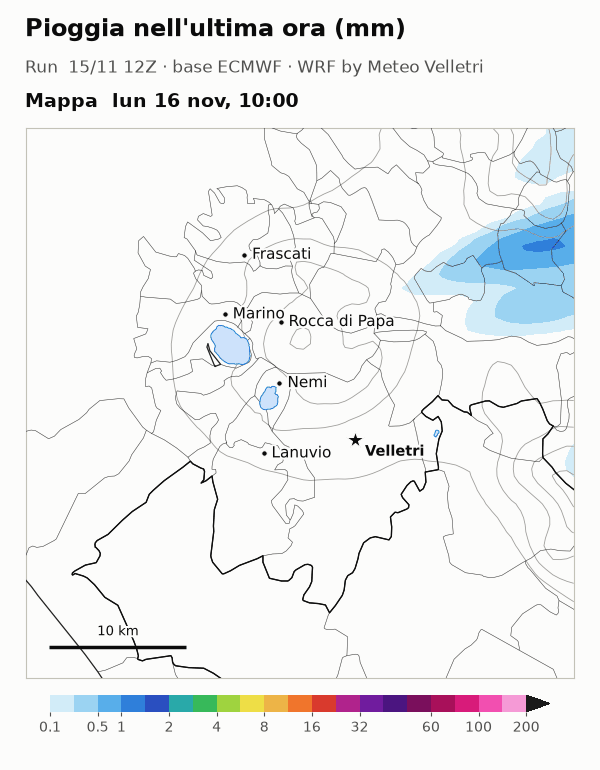 Pioggia nell'ultima ora (mm)
Run  15/11 12Z · base ECMWF · WRF by Meteo Velletri
Mappa  lun 16 nov, 10:00
Frascati
Marino
Rocca di Papa
Nemi
Velletri
Lanuvio
10 km
0.1 0.5 1 2 4 8 16 32 60 100 200